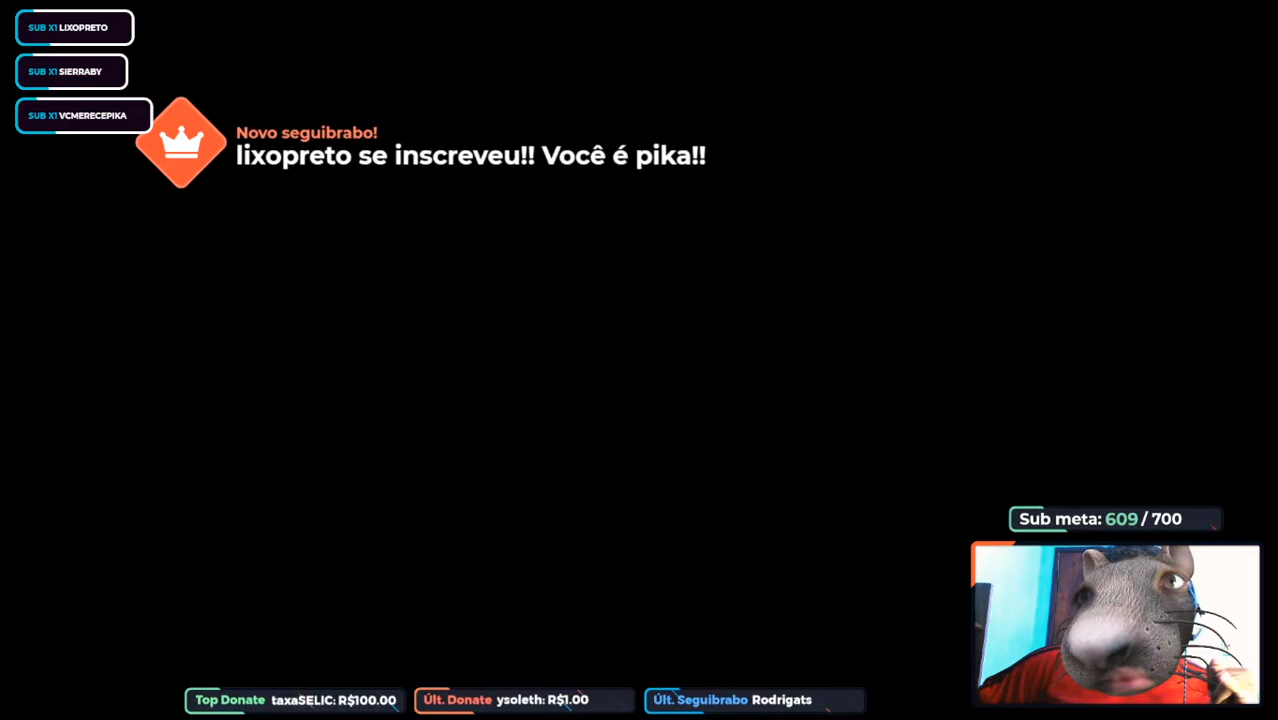 SUB X1 LIXOPRETO
SUB X1 SIERRABY
SUB X1 VCMERECEPIKA
Novo seguibrabo!
lixopreto se inscreveu!! Você é pika!!
Sub meta: 609 / 700
Top Donate taxaSELIC: R$100.00
Últ. Donate ysoleth: R$1.00
Últ. Seguibrabo Rodrigats